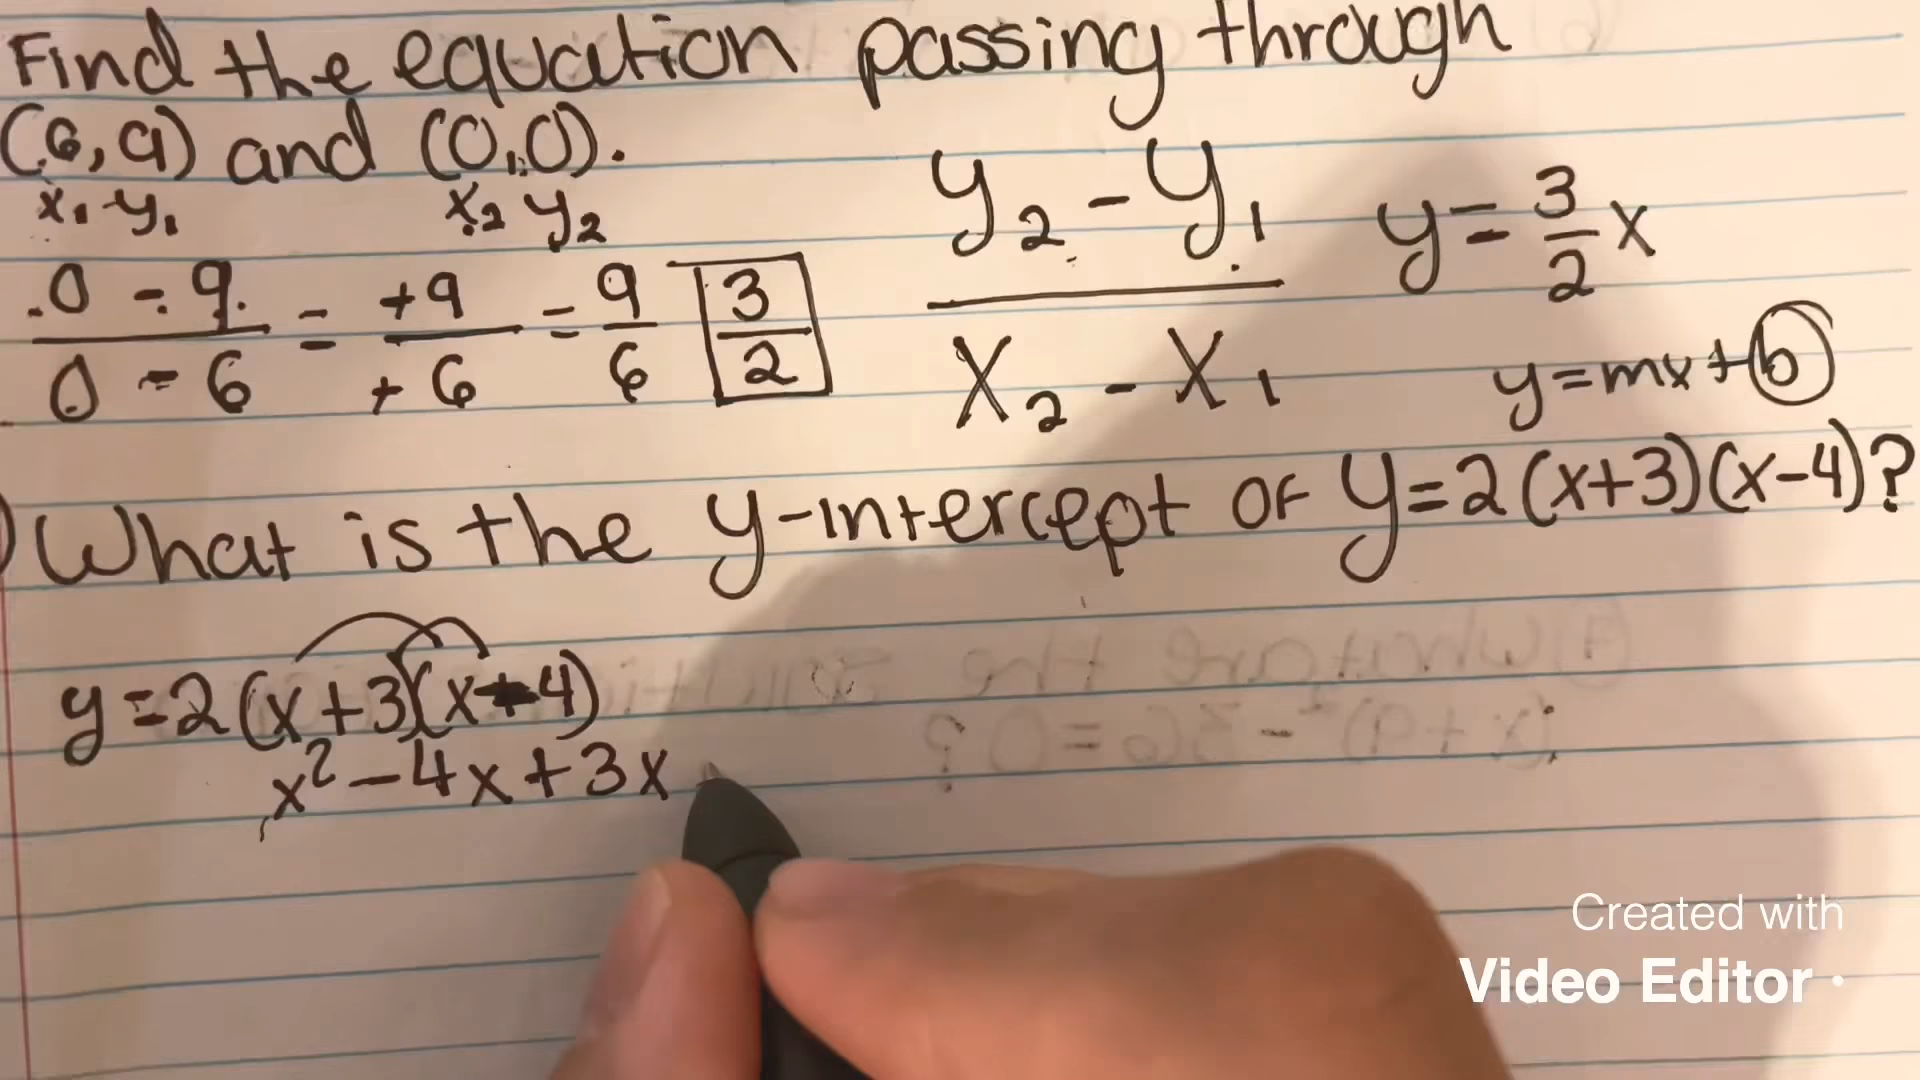 Find the equation passing through
(6,9) and (0,0).
x₁ y₁ x₂ y₂
0 - 9 / 0 - 6 = +9 / +6 = 9/6 3/2
y₂ - y₁ / x₂ - x₁
y = 3/2 x
y = mx + b
What is the y-intercept of y=2(x+3)(x-4)?
y = 2(x+3)(x-4)
x² - 4x + 3x
Created with
Video Editor